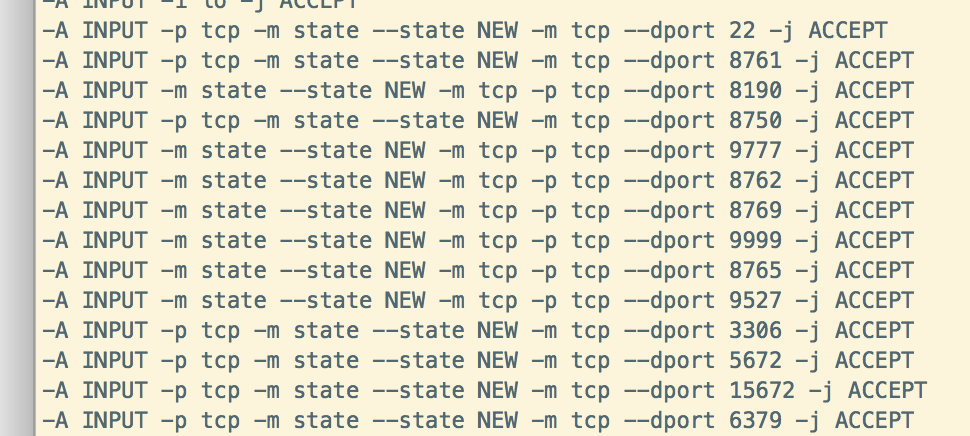 -A INPUT -i lo -j ACCEPT
-A INPUT -p tcp -m state --state NEW -m tcp --dport 22 -j ACCEPT
-A INPUT -p tcp -m state --state NEW -m tcp --dport 8761 -j ACCEPT
-A INPUT -m state --state NEW -m tcp -p tcp --dport 8190 -j ACCEPT
-A INPUT -p tcp -m state --state NEW -m tcp --dport 8750 -j ACCEPT
-A INPUT -m state --state NEW -m tcp -p tcp --dport 9777 -j ACCEPT
-A INPUT -m state --state NEW -m tcp -p tcp --dport 8762 -j ACCEPT
-A INPUT -m state --state NEW -m tcp -p tcp --dport 8769 -j ACCEPT
-A INPUT -m state --state NEW -m tcp -p tcp --dport 9999 -j ACCEPT
-A INPUT -m state --state NEW -m tcp -p tcp --dport 8765 -j ACCEPT
-A INPUT -m state --state NEW -m tcp -p tcp --dport 9527 -j ACCEPT
-A INPUT -p tcp -m state --state NEW -m tcp --dport 3306 -j ACCEPT
-A INPUT -p tcp -m state --state NEW -m tcp --dport 5672 -j ACCEPT
-A INPUT -p tcp -m state --state NEW -m tcp --dport 15672 -j ACCEPT
-A INPUT -p tcp -m state --state NEW -m tcp --dport 6379 -j ACCEPT